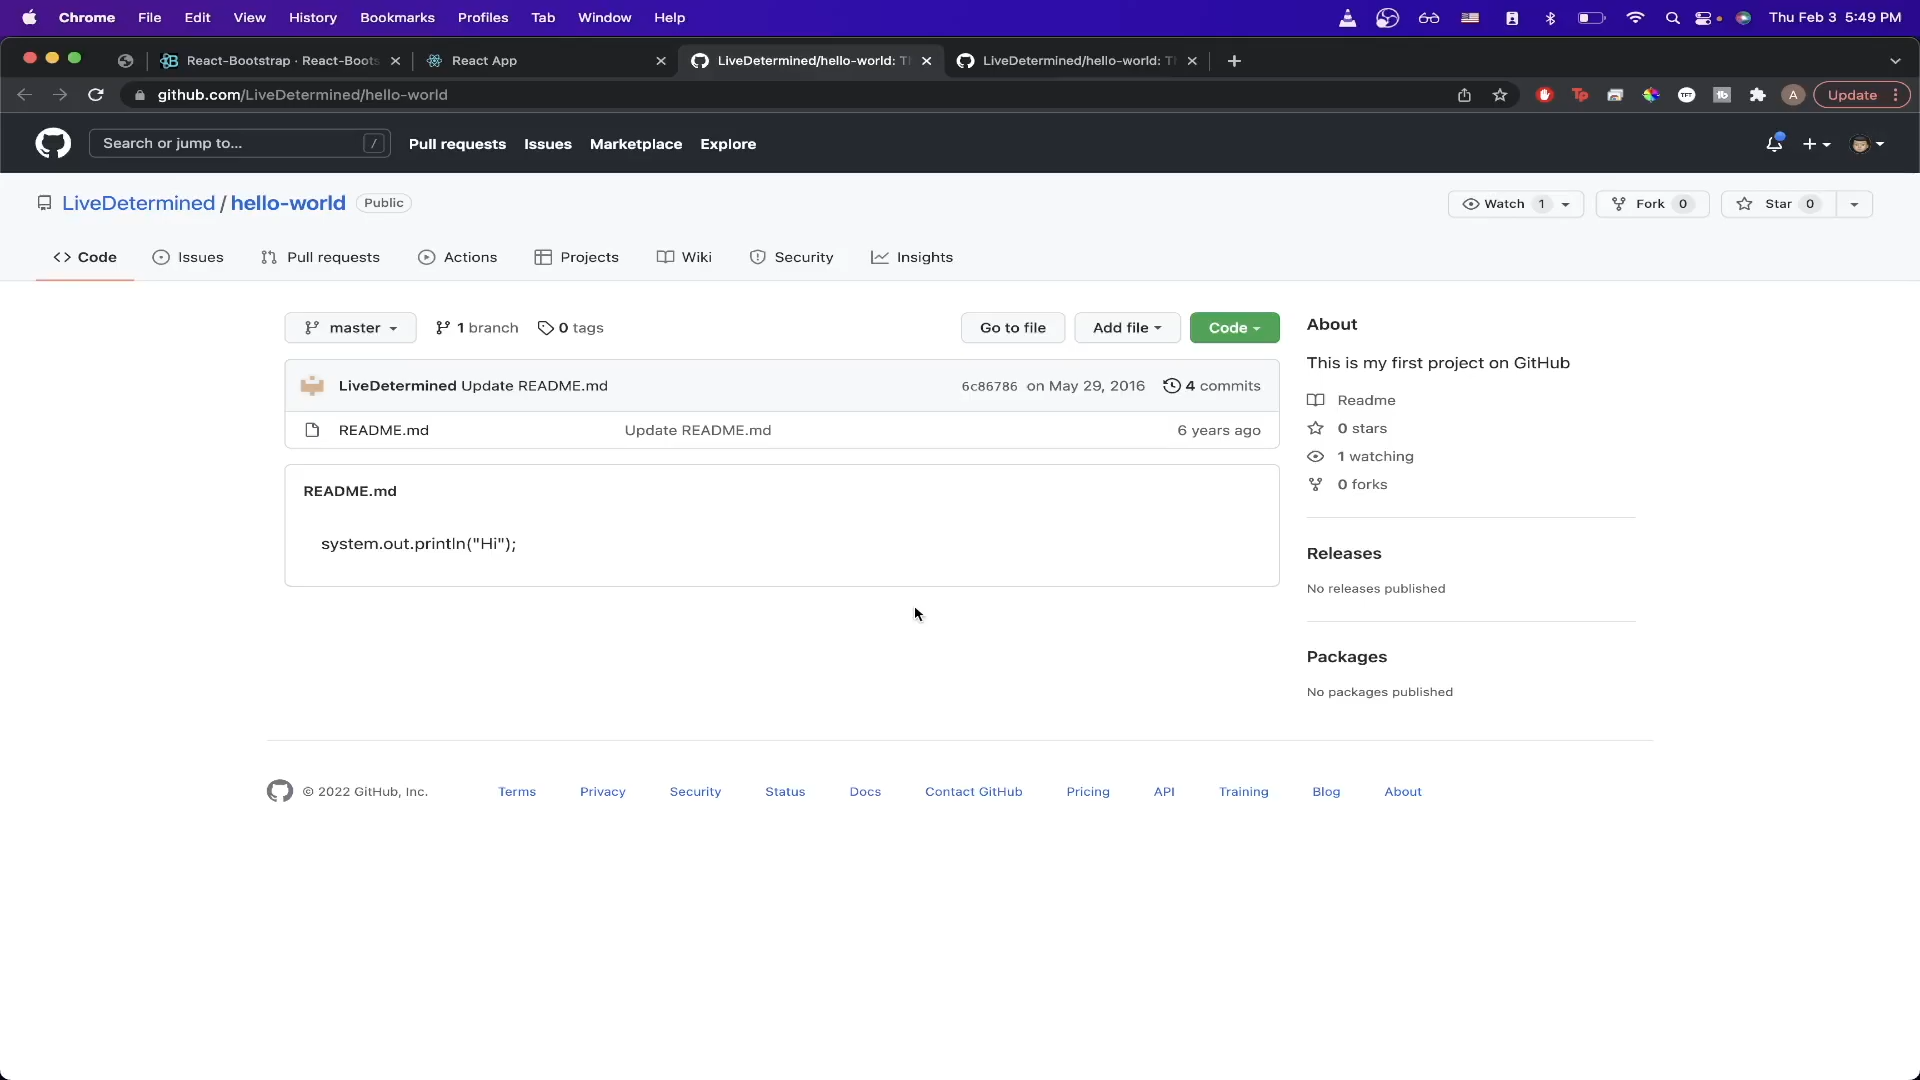 Chrome File Edit View History Bookmarks Profiles Tab Window Help Thu Feb 3 5:49 PM
React-Bootstrap · React-Boots React App LiveDetermined/hello-world: T LiveDetermined/hello-world: T
github.com/LiveDetermined/hello-world Tp TFT A Update
Search or jump to... / Pull requests Issues Marketplace Explore
LiveDetermined / hello-world Public Watch 1 Fork 0 Star 0
Code Issues Pull requests Actions Projects Wiki Security Insights
master 1 branch 0 tags Go to file Add file Code
LiveDetermined Update README.md 6c86786 on May 29, 2016 4 commits
README.md Update README.md 6 years ago
README.md
system.out.println("Hi");
About
This is my first project on GitHub
Readme
0 stars
1 watching
0 forks
Releases
No releases published
Packages
No packages published
© 2022 GitHub, Inc. Terms Privacy Security Status Docs Contact GitHub Pricing API Training Blog About